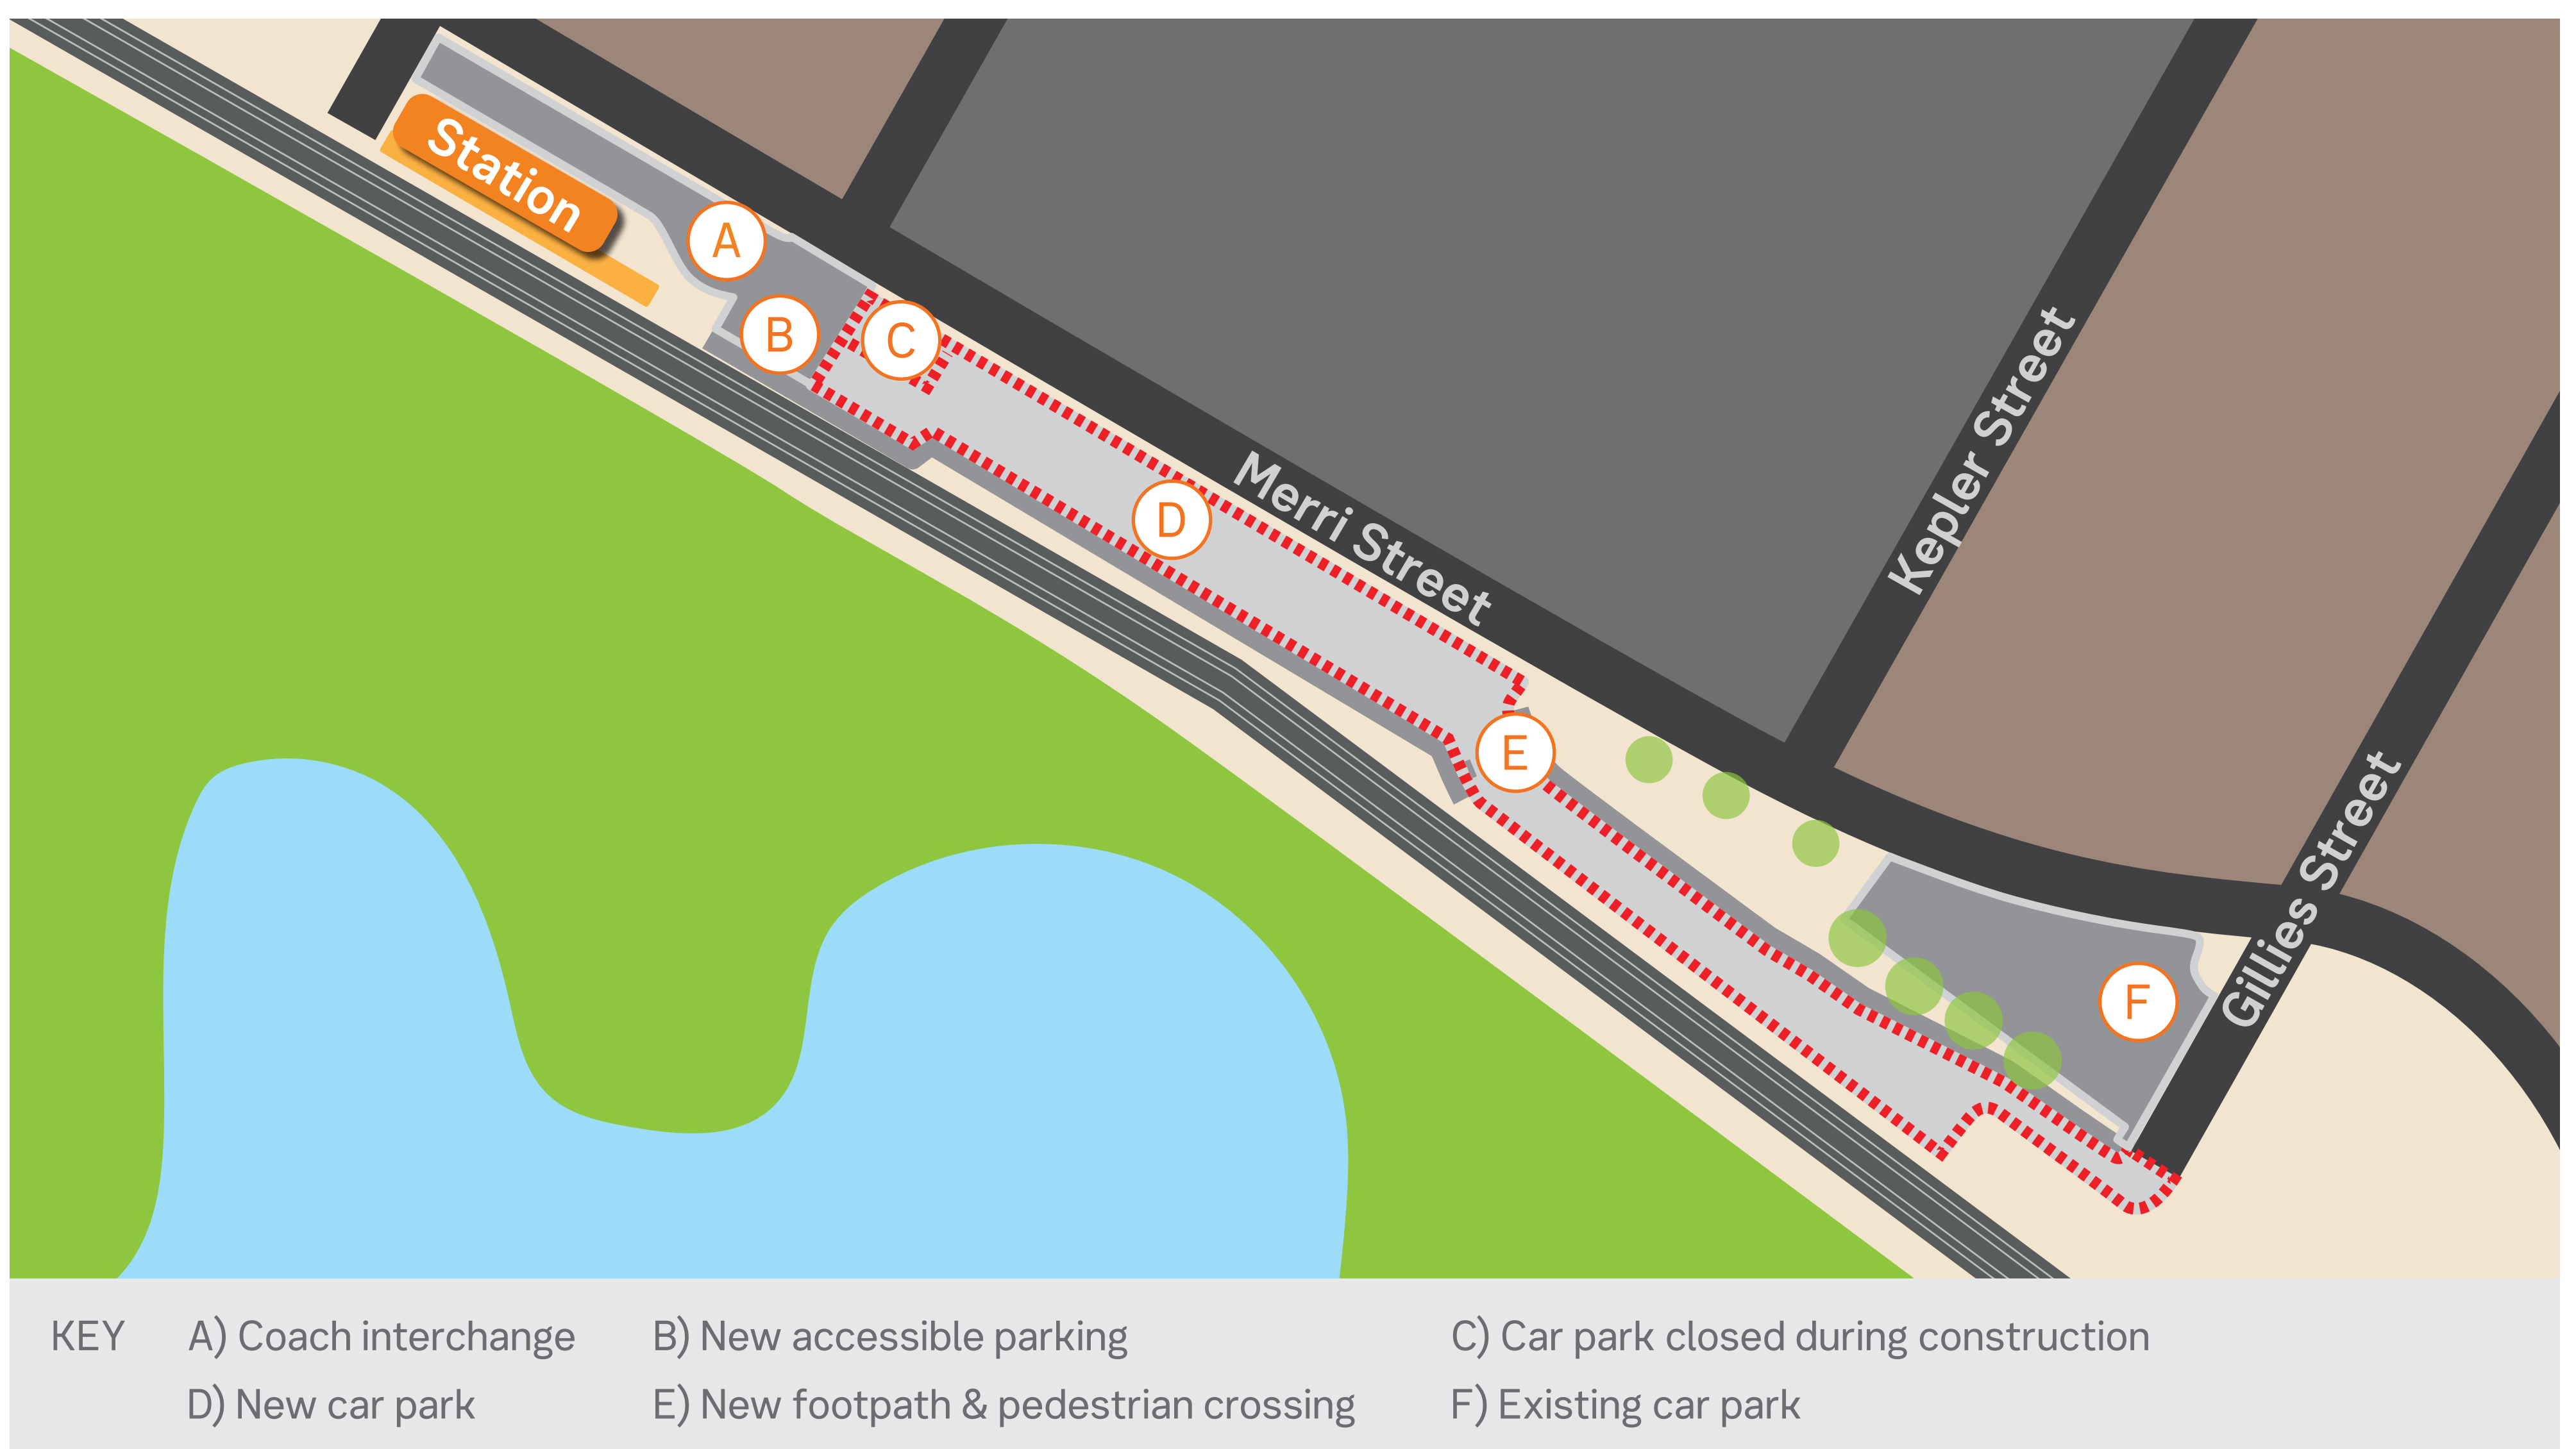 Station
A
B
C
D
E
F
Merri Street
Kepler Street
Gillies Street
KEY A) Coach interchange B) New accessible parking C) Car park closed during construction
D) New car park E) New footpath & pedestrian crossing F) Existing car park